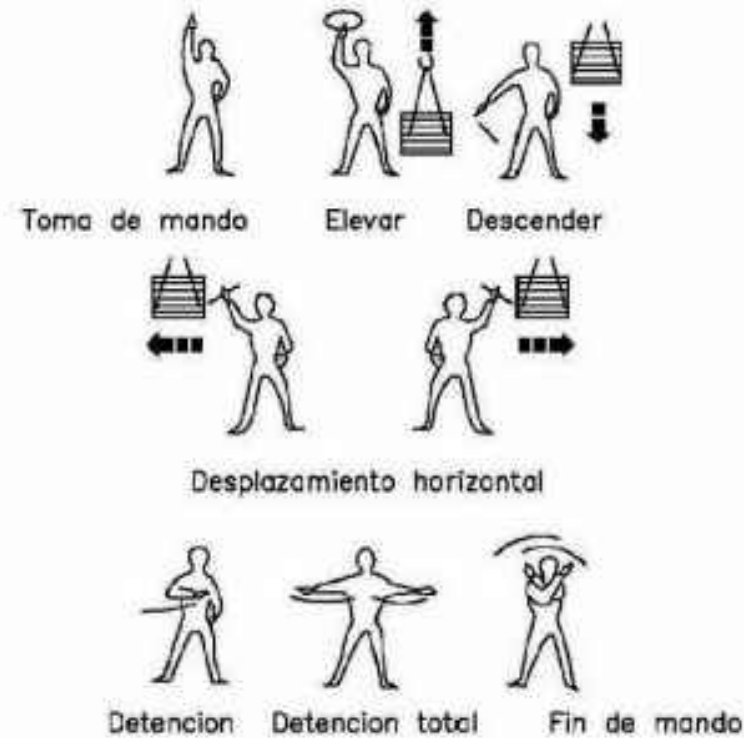 Toma de mando Elevar Descender
Desplazamiento horizontal
Detencion Detencion total Fin de mando